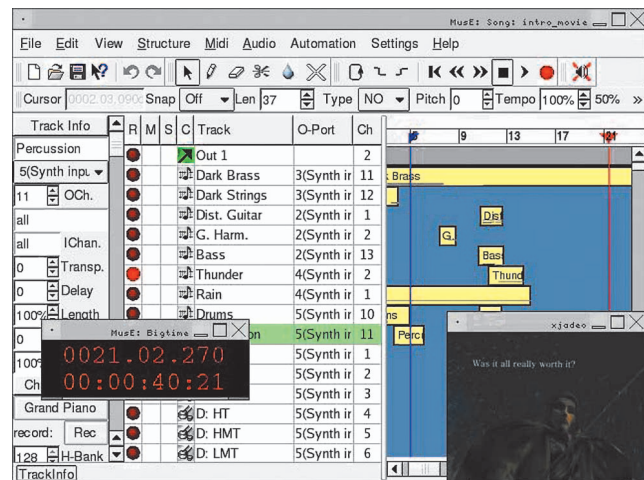 MusE: Song: intro_movie
File Edit View Structure Midi Audio Automation Settings Help
Cursor 0002.03.090 Snap Off Len 37 Type NO Pitch 0 Tempo 100% 50% »
Track Info
R M S C Track O-Port Ch
9 13 17 21
Percussion
Out 1 2
5(Synth inpu
Dark Brass 3(Synth ir 11
Brass
11 OCh.
Dark Strings 3(Synth ir 12
all
Dist. Guitar 2(Synth ir 1
Dist
all IChan.
G. Harm. 2(Synth ir 2
G.
0 Transp.
Bass 2(Synth ir 13
Bas
Thunder 4(Synth ir 2
Thund
0 Delay
Rain 4(Synth ir 1
100% Length
Drums 5(Synth ir 10
ms
0
on 5(Synth ir 11
Perc
100
5(Synth ir 1
5(Synth ir 2
Ch
5(Synth ir 3
Grand Piano
D: HT 5(Synth ir 4
record: Rec
D: HMT 5(Synth ir 5
128 H-Bank
D: LMT 5(Synth ir 6
TrackInfo
MusE: Bigtime
0021.02.270
00:00:40:21
xjadeo
Was it all really worth it?